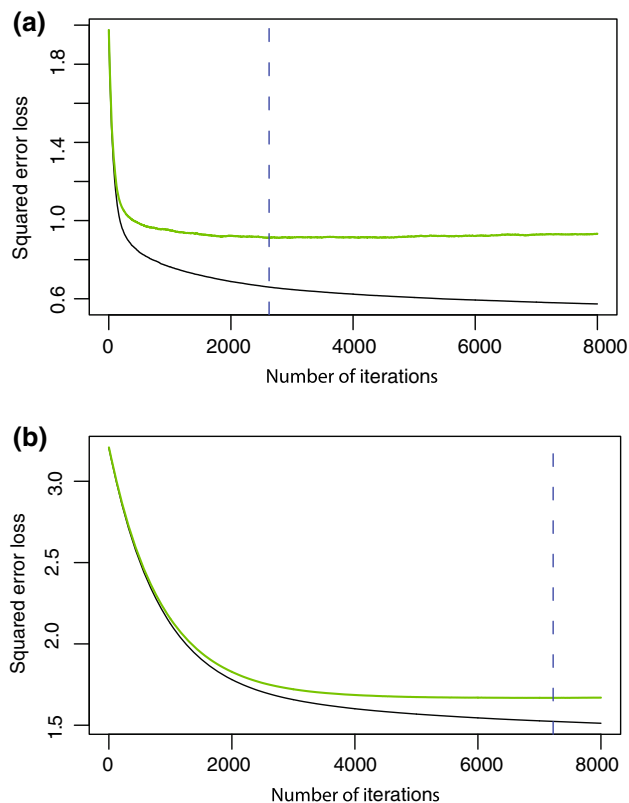 (a)
Squared error loss
1.8
1.4
1.0
0.6
0 2000 4000 6000 8000
Number of iterations
(b)
Squared error loss
3.0
2.5
2.0
1.5
0 2000 4000 6000 8000
Number of iterations